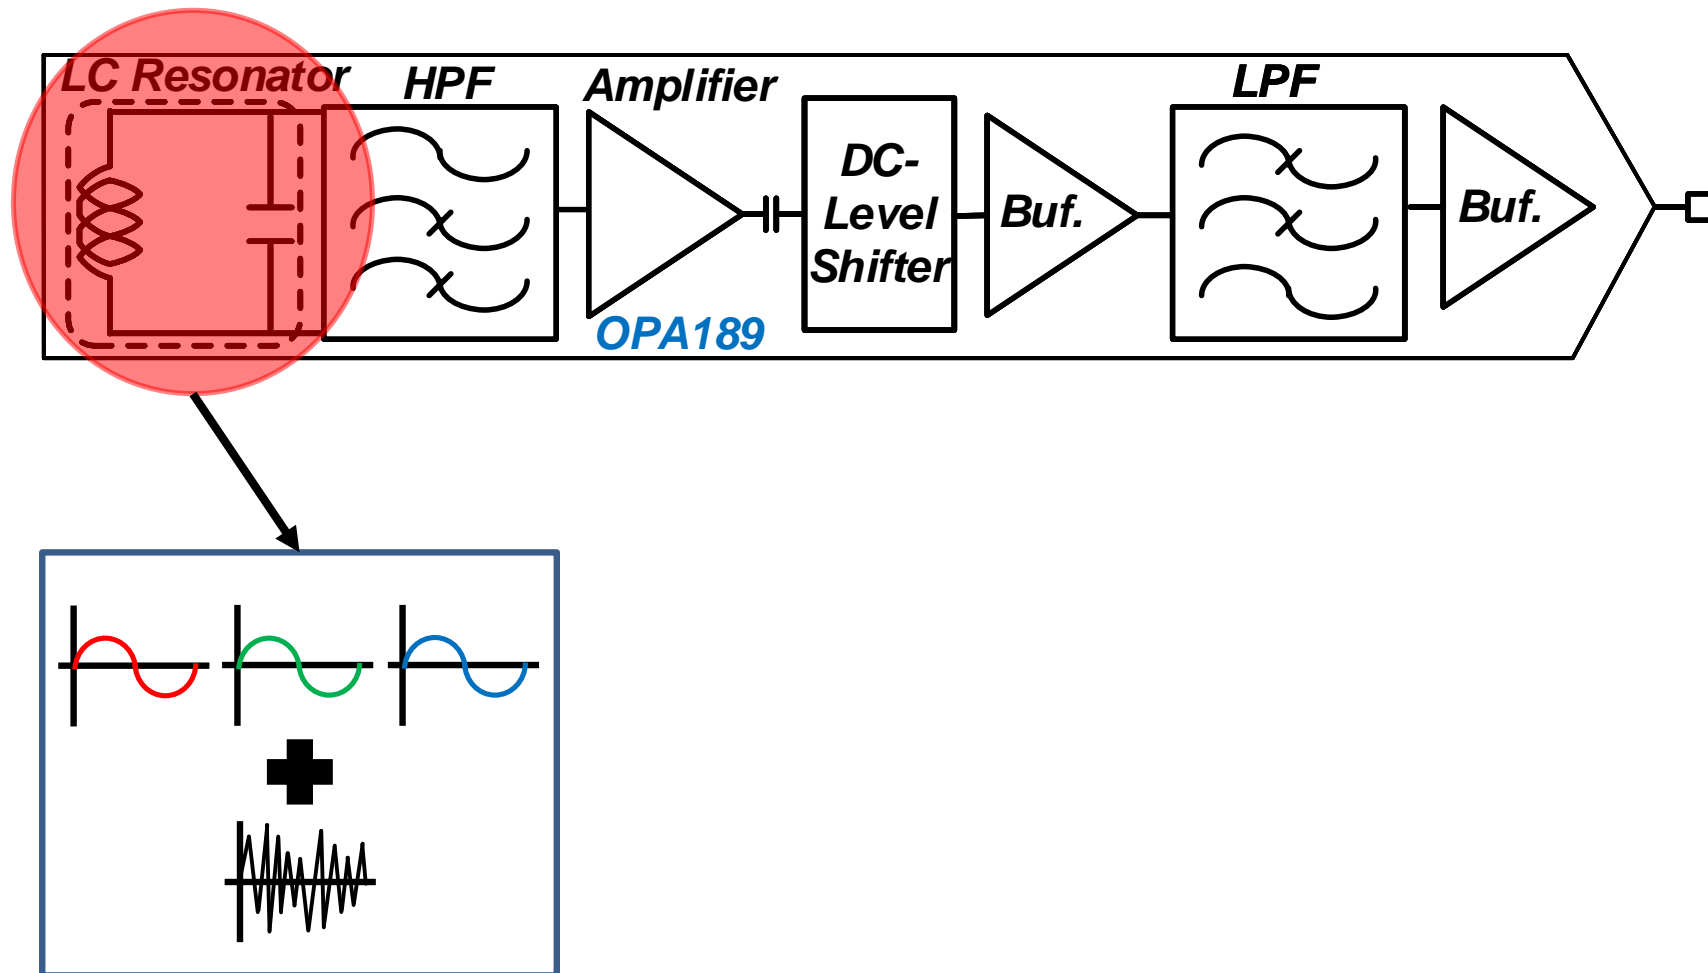 LC Resonator
HPF
Amplifier
OPA189
DC-
Level
Shifter
Buf.
LPF
Buf.